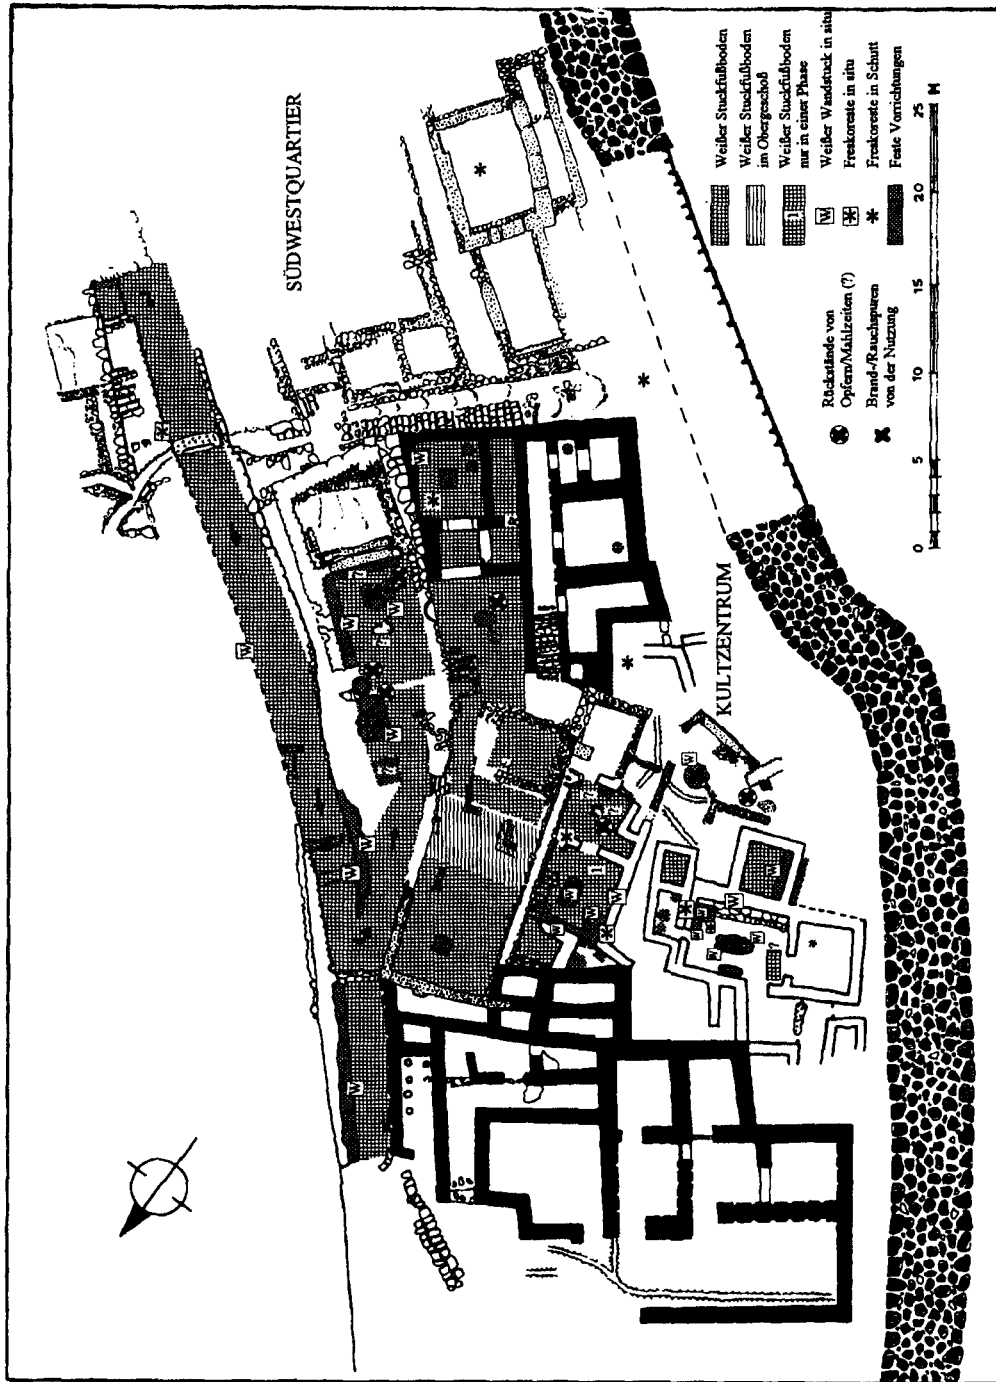 SÜDWESTQUARTIER
KULTZENTRUM
Weißer Stuckfußboden
Weißer Stuckfußboden
im Obergeschoß
Weißer Stuckfußboden
nur in einer Phase
1
W
Weißer Wandstuck in situ
Freskoreste in situ
Freskoreste in Schutt
Feste Vorrichtungen
Rückstände von
Opfern/Mahlzeiten (?)
Brand-/Rauchspuren
von der Nutzung
0 5 10 15 20 25 M
W
W
W
W
W
W
W
W
W
1
W
W
W
W
W
W
W
W
W